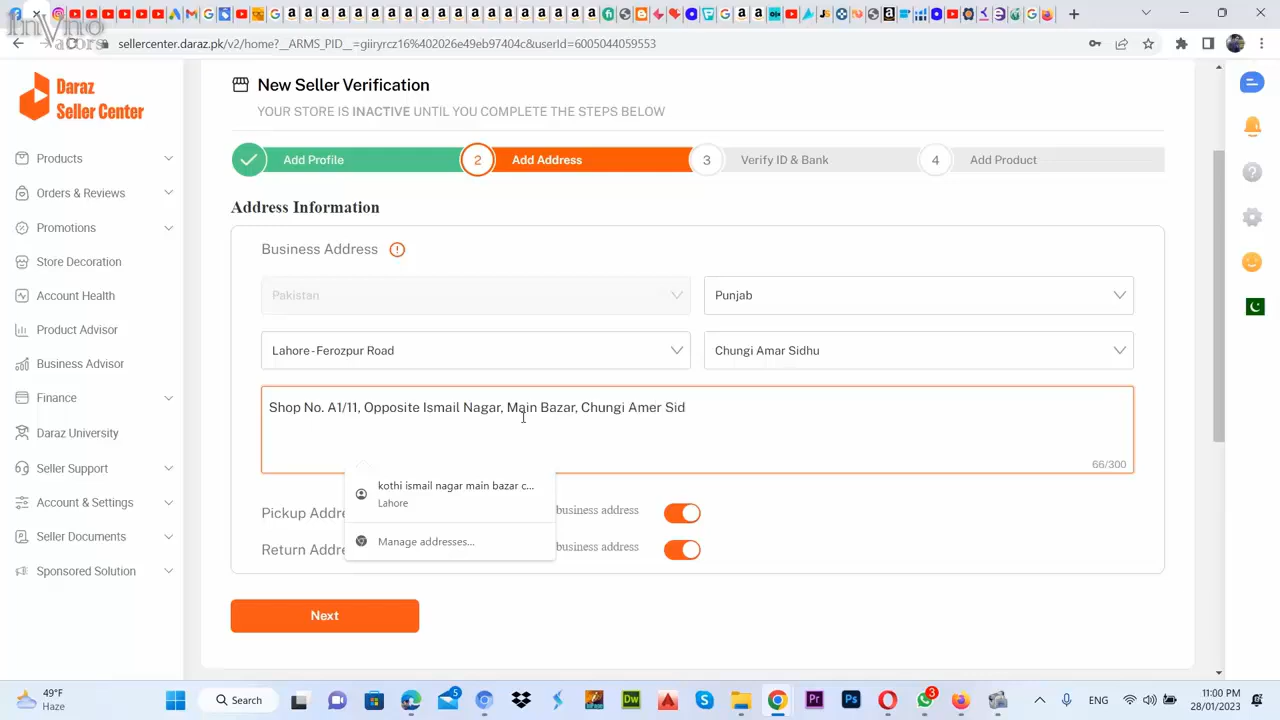 sellercenter.daraz.pk/v2/home?__ARMS_PID__=giiryrcz16%402026e49eb97404c&userId=6005044059553
Daraz
Seller Center
Products
Orders & Reviews
Promotions
Store Decoration
Account Health
Product Advisor
Business Advisor
Finance
Daraz University
Seller Support
Account & Settings
Seller Documents
Sponsored Solution
New Seller Verification
YOUR STORE IS INACTIVE UNTIL YOU COMPLETE THE STEPS BELOW
Add Profile
2 Add Address
3 Verify ID & Bank
4 Add Product
Address Information
Business Address
Pakistan
Punjab
Lahore-Ferozpur Road
Chungi Amar Sidhu
Shop No. A1/11, Opposite Ismail Nagar, Main Bazar, Chungi Amer Sid
66/300
kothi ismail nagar main bazar c...
Lahore
Manage addresses...
Pickup Addre business address
Return Addre business address
Next
49°F
Haze
Search
5
Dw
Pr
Ps
3
ENG
11:00 PM
28/01/2023